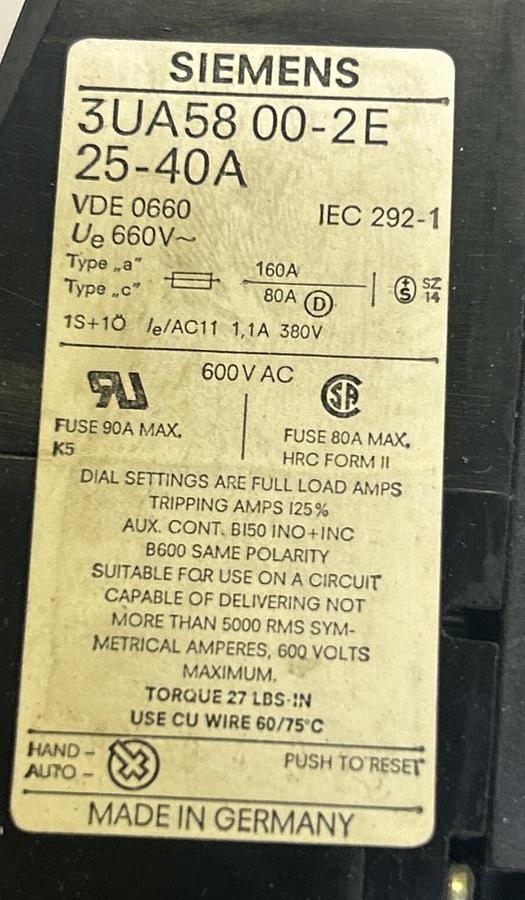 SIEMENS
3UA58 00-2E
25-40A
VDE 0660 IEC 292-1
Ue 660V~
Type „a" 160A
Type „c" 80A D S SZ 14
1S+1Ö Ie/AC11 1,1A 380V
600V AC
RU SA
FUSE 90A MAX. FUSE 80A MAX.
K5 HRC FORM II
DIAL SETTINGS ARE FULL LOAD AMPS
TRIPPING AMPS 125%
AUX. CONT. B150 INO+INC
B600 SAME POLARITY
SUITABLE FOR USE ON A CIRCUIT
CAPABLE OF DELIVERING NOT
MORE THAN 5000 RMS SYM-
METRICAL AMPERES, 600 VOLTS
MAXIMUM.
TORQUE 27 LBS-IN
USE CU WIRE 60/75°C
HAND - PUSH TO RESET
AUTO -
MADE IN GERMANY